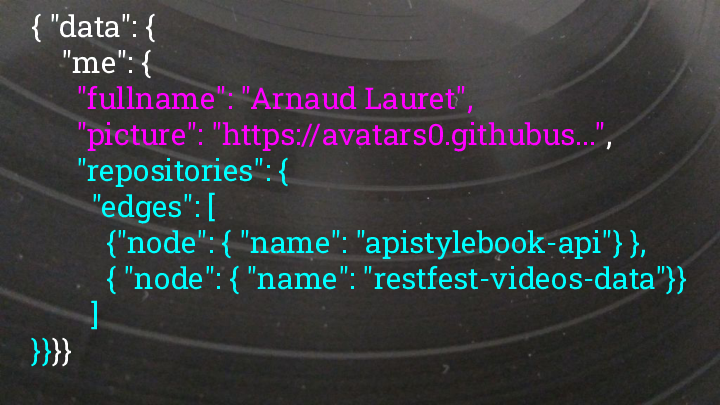 { "data": {
"me": {
"fullname": "Arnaud Lauret",
"picture": "https://avatars0.githubus...",
"repositories": {
"edges": [
{"node": { "name": "apistylebook-api"} },
{ "node": { "name": "restfest-videos-data"}}
]
}}}}